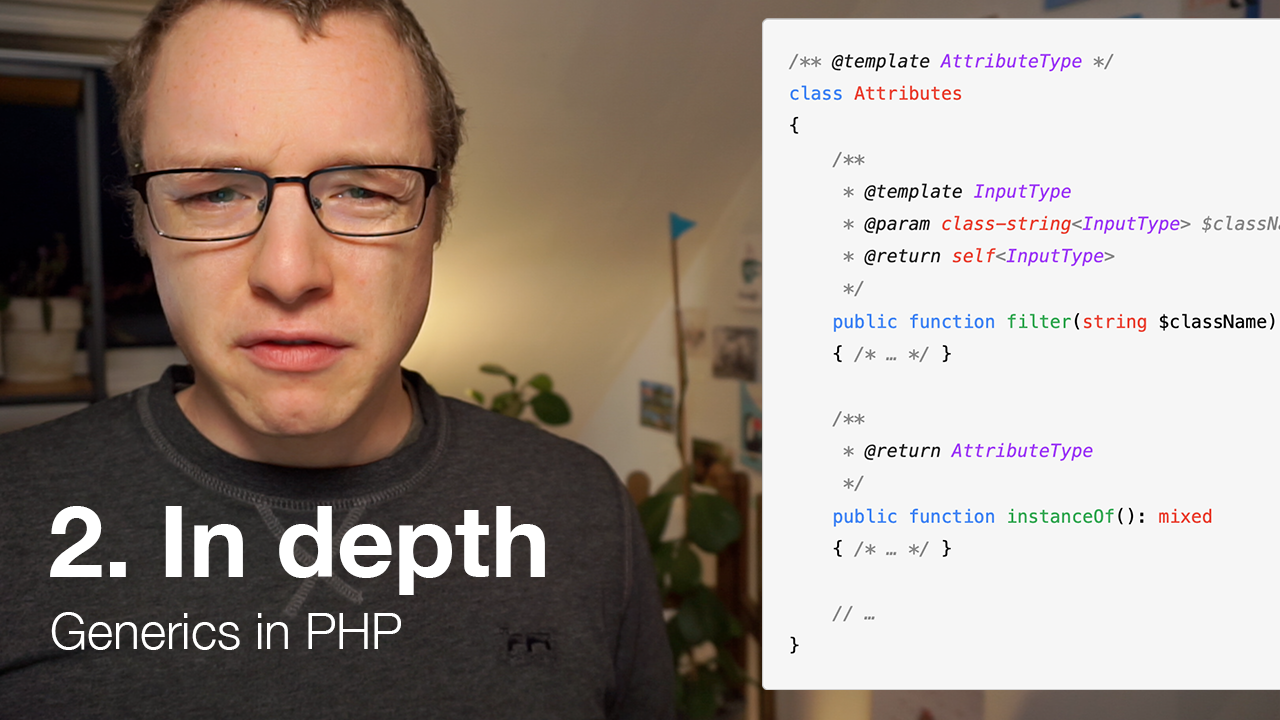 2. In depth
Generics in PHP
/** @template AttributeType */
class Attributes
{
/**
* @template InputType
* @param class-string<InputType> $classN
* @return self<InputType>
*/
public function filter(string $className)
{ /* … */ }
/**
* @return AttributeType
*/
public function instanceOf(): mixed
{ /* … */ }
// …
}